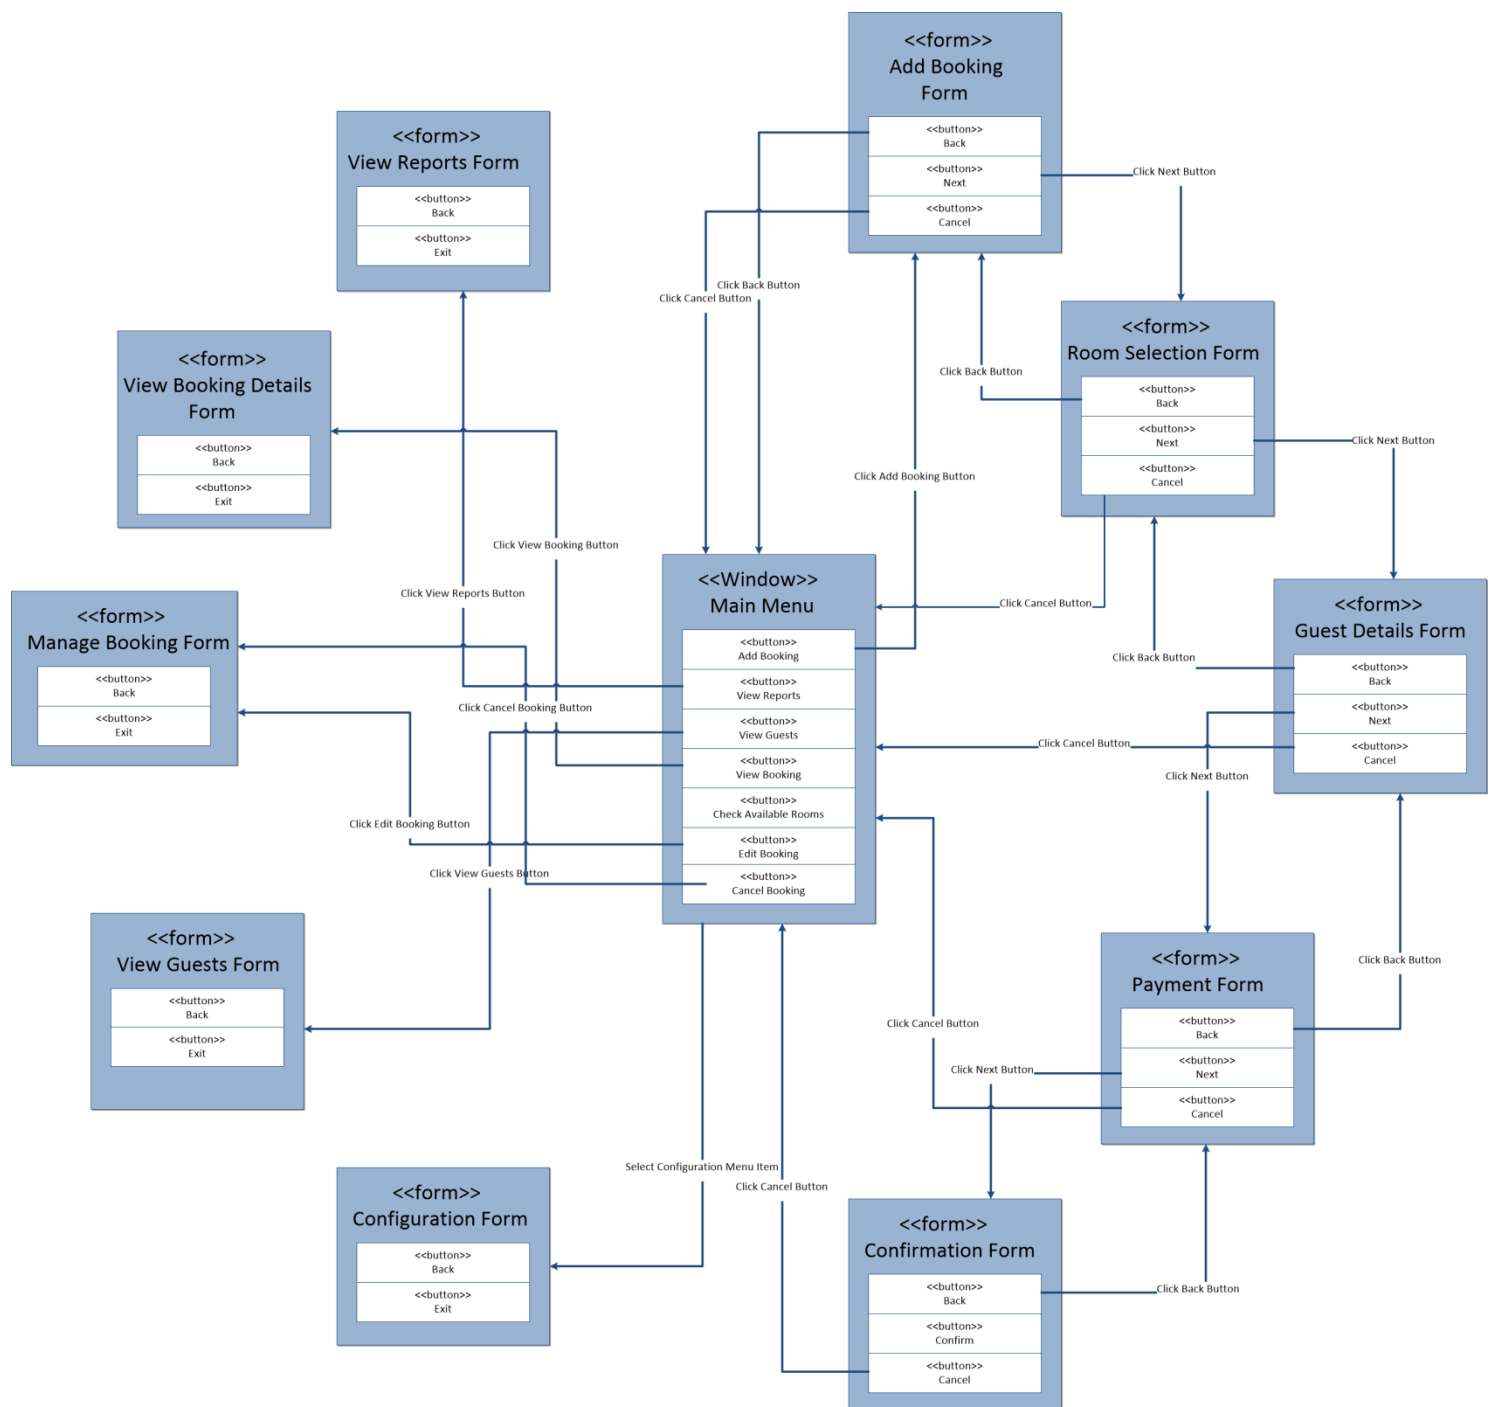 <<form>>
Add Booking
Form
<<button>>
Back
<<button>>
Next
<<button>>
Cancel
<<form>>
View Reports Form
<<button>>
Back
<<button>>
Exit
Click Next Button
Click Back Button
Click Cancel Button
<<form>>
Room Selection Form
<<button>>
Back
<<button>>
Next
<<button>>
Cancel
<<form>>
View Booking Details
Form
<<button>>
Back
<<button>>
Exit
Click Back Button
Click Next Button
Click Add Booking Button
Click View Booking Button
Click View Reports Button
<<Window>>
Main Menu
<<button>>
Add Booking
<<button>>
View Reports
<<button>>
View Guests
<<button>>
View Booking
<<button>>
Check Available Rooms
<<button>>
Edit Booking
<<button>>
Cancel Booking
Click Cancel Button
<<form>>
Guest Details Form
<<button>>
Back
<<button>>
Next
<<button>>
Cancel
<<form>>
Manage Booking Form
<<button>>
Back
<<button>>
Exit
Click Back Button
Click Cancel Booking Button
Click Cancel Button
Click Next Button
Click Edit Booking Button
Click View Guests Button
<<form>>
View Guests Form
<<button>>
Back
<<button>>
Exit
<<form>>
Payment Form
<<button>>
Back
<<button>>
Next
<<button>>
Cancel
Click Back Button
Click Cancel Button
Click Next Button
Select Configuration Menu Item
Click Cancel Button
<<form>>
Configuration Form
<<button>>
Back
<<button>>
Exit
<<form>>
Confirmation Form
<<button>>
Back
<<button>>
Confirm
<<button>>
Cancel
Click Back Button